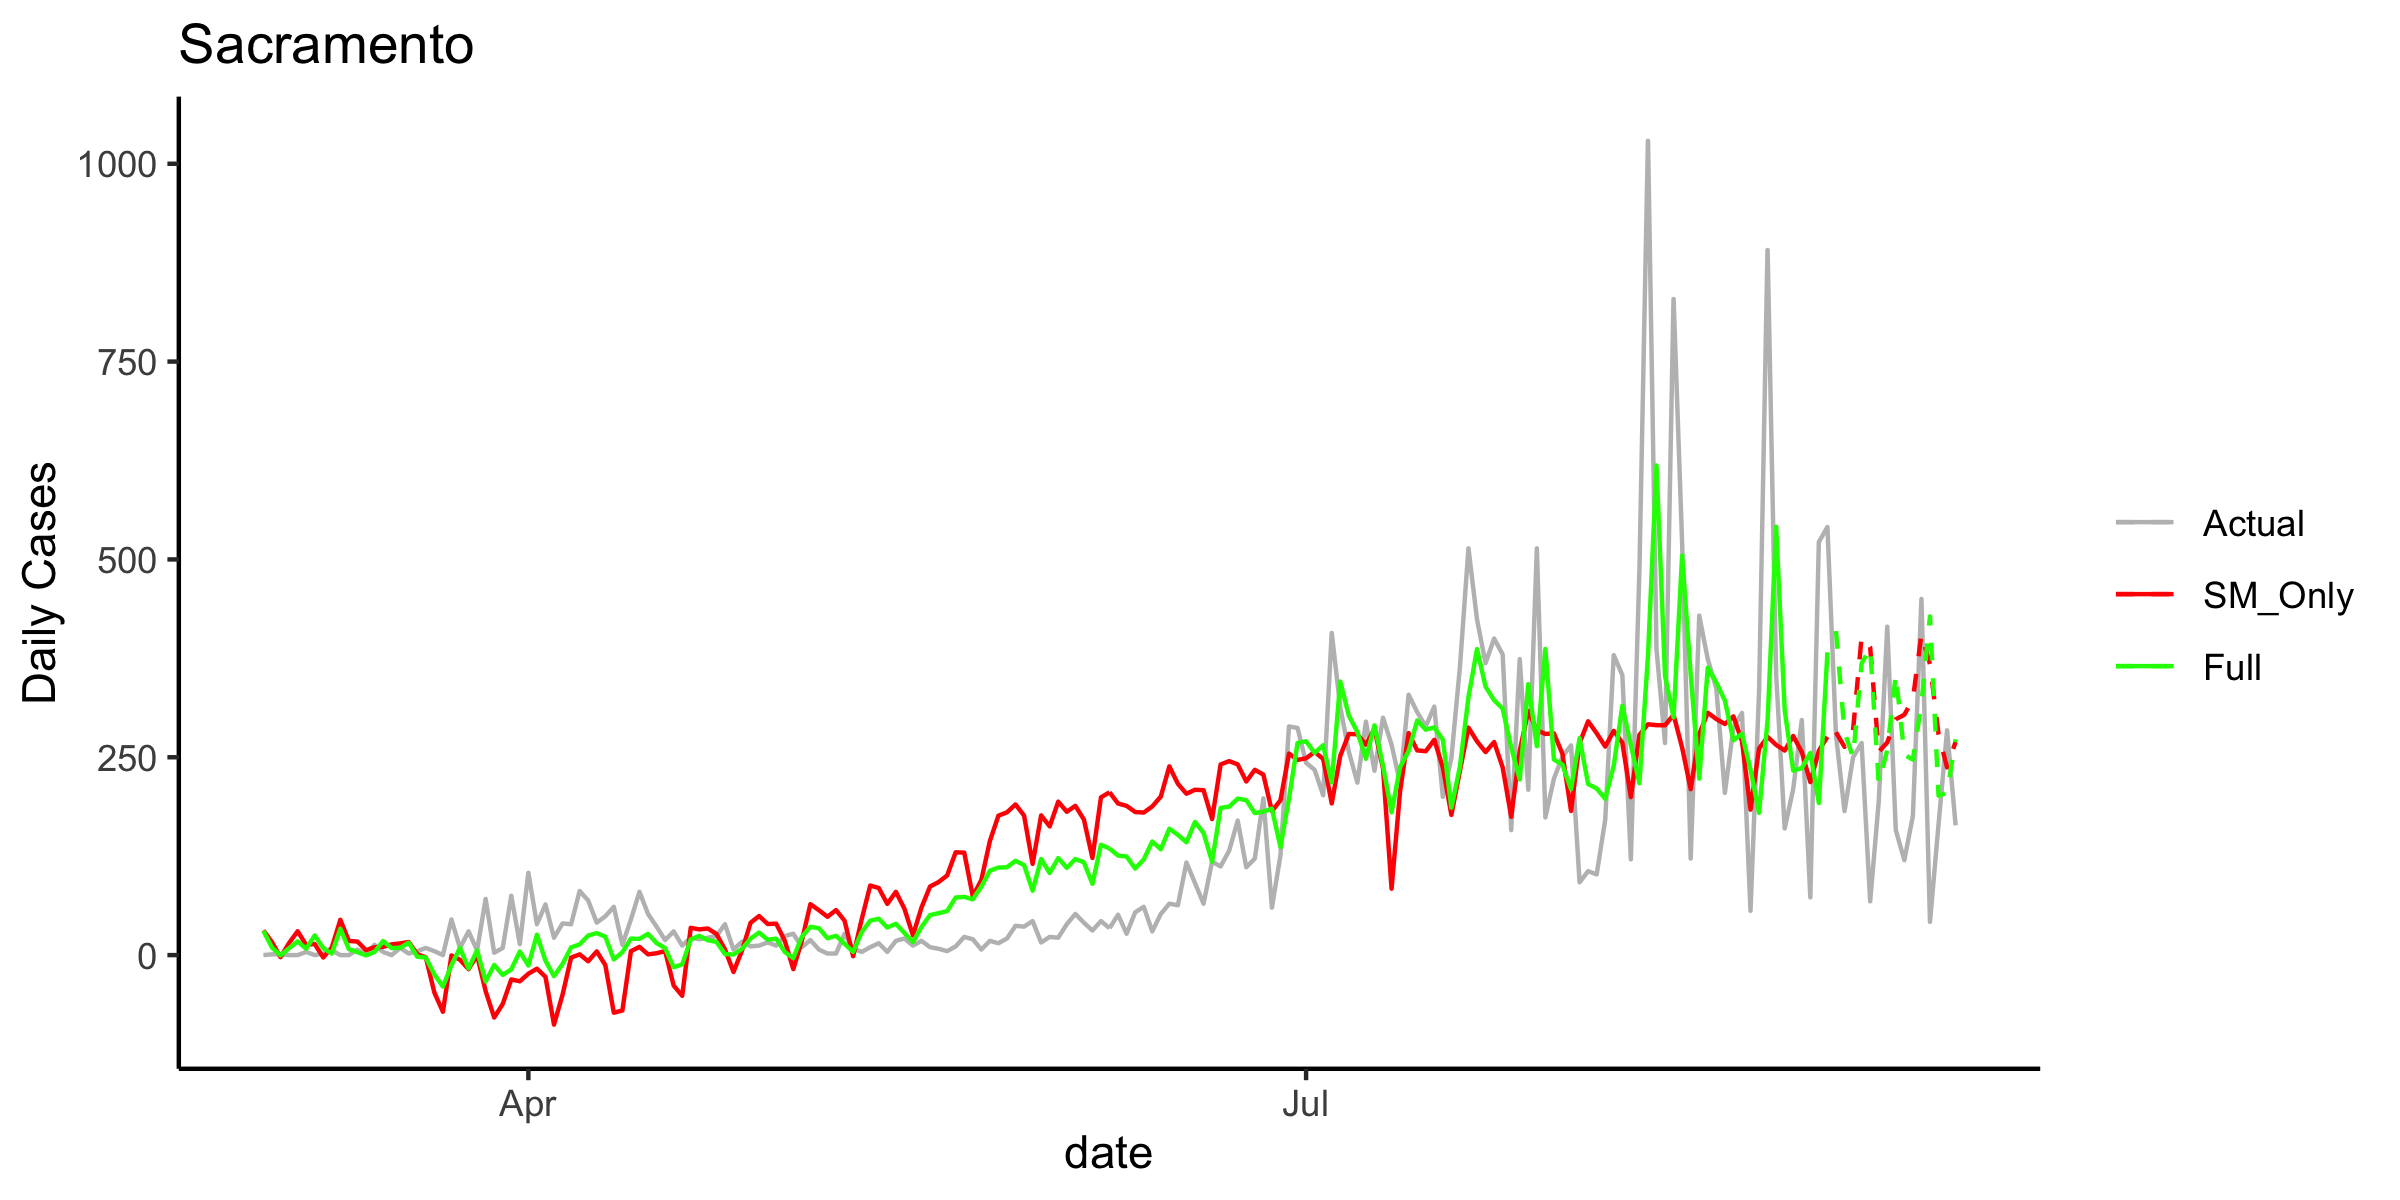 Sacramento
Daily Cases
1000
750
500
250
0
Apr
Jul
date
Actual
SM_Only
Full